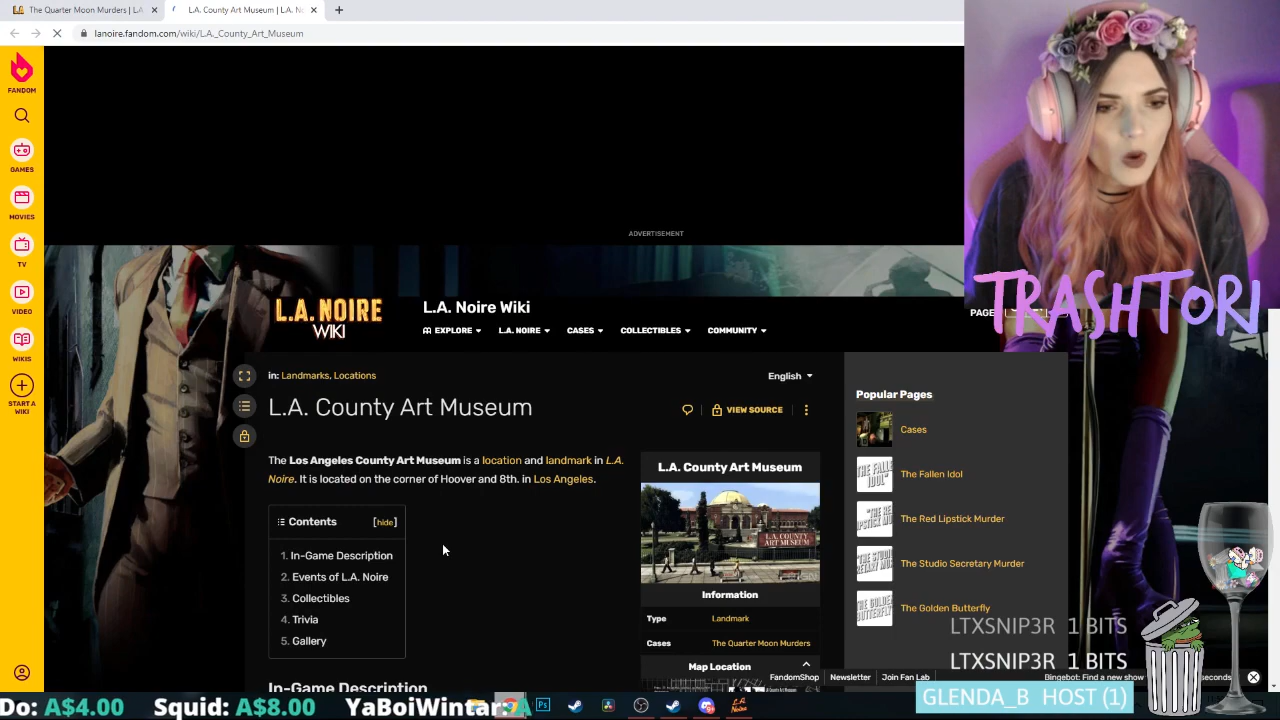 The Quarter Moon Murders | L.A.
L.A. County Art Museum | L.A. No
lanoire.fandom.com/wiki/L.A._County_Art_Museum
FANDOM
GAMES
MOVIES
TV
VIDEO
WIKIS
START A
WIKI
ADVERTISEMENT
L.A. NOIRE
WIKI
L.A. Noire Wiki
EXPLORE
L.A. NOIRE
CASES
COLLECTIBLES
COMMUNITY
TRASHTORI
in: Landmarks, Locations
English
L.A. County Art Museum
VIEW SOURCE
The Los Angeles County Art Museum is a location and landmark in L.A.
Noire. It is located on the corner of Hoover and 8th. in Los Angeles.
Contents [hide]
1. In-Game Description
2. Events of L.A. Noire
3. Collectibles
4. Trivia
5. Gallery
In-Game Description
L.A. County Art Museum
L.A. COUNTY
ART MUSEUM
Information
Type Landmark
Cases The Quarter Moon Murders
Map Location
Popular Pages
Cases
The Fallen Idol
The Red Lipstick Murder
The Studio Secretary Murder
The Golden Butterfly
LTXSNIP3R 1 BITS
LTXSNIP3R 1 BITS
GLENDA_B HOST (1)
FandomShop
Newsletter
Join Fan Lab
Bingebot: Find a new show
seconds
Do: A$4.00 Squid: A$8.00 YaBoiWintar: A